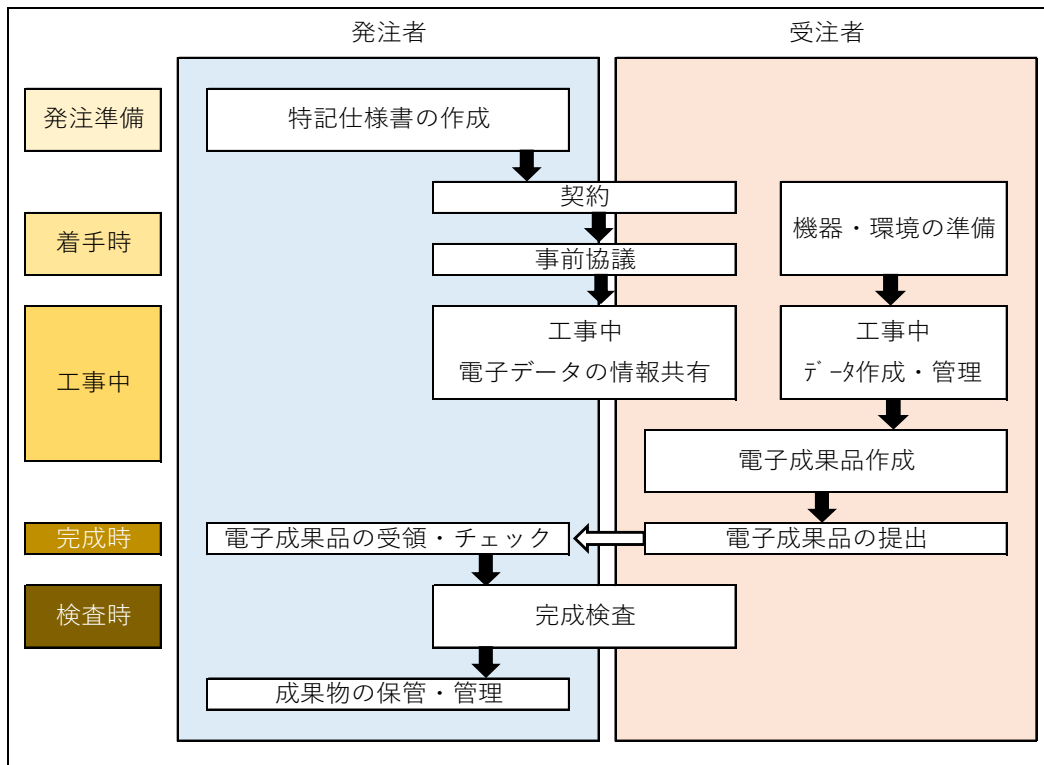 発注者
受注者
発注準備
特記仕様書の作成
契約
着手時
機器・環境の準備
事前協議
工事中
工事中
電子データの情報共有
工事中
ﾃﾞｰﾀ作成・管理
電子成果品作成
完成時
電子成果品の受領・チェック
電子成果品の提出
検査時
完成検査
成果物の保管・管理